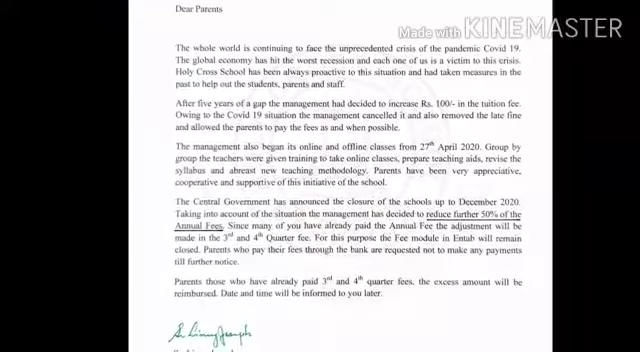 Dear Parents
Made with KINEMASTER
The whole world is continuing to face the unprecedented crisis of the pandemic Covid 19.
The global economy has hit the worst recession and each one of us is a victim to this crisis.
Holy Cross School has been always proactive to this situation and had taken measures in the
past to help out the students, parents and staff.
After five years of a gap the management had decided to increase Rs. 100/- in the tuition fee.
Owing to the Covid 19 situation the management cancelled it and also removed the late fine
and allowed the parents to pay the fees as and when possible.
The management also began its online and offline classes from 27th April 2020. Group by
group the teachers were given training to take online classes, prepare teaching aids, revise the
syllabus and abreast new teaching methodology. Parents have been very appreciative,
cooperative and supportive of this initiative of the school.
The Central Government has announced the closure of the schools up to December 2020.
Taking into account of the situation the management has decided to reduce further 50% of the
Annual Fees. Since many of you have already paid the Annual Fee the adjustment will be
made in the 3rd and 4th Quarter fee. For this purpose the Fee module in Entab will remain
closed. Parents who pay their fees through the bank are requested not to make any payments
till further notice.
Parents those who have already paid 3rd and 4th quarter fees, the excess amount will be
reimbursed. Date and time will be informed to you later.